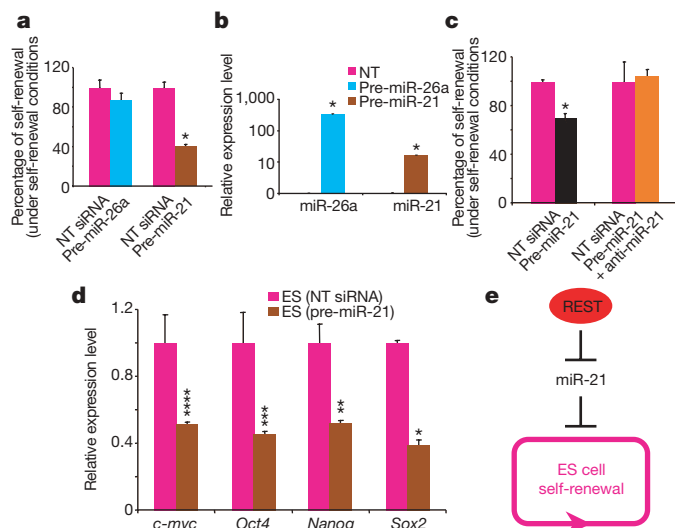 a
Percentage of self-renewal
(under self-renewal conditions
120
80
40
0
NT siRNA
Pre-miR-26a
NT siRNA
Pre-miR-21
*
b
Relative expression level
NT
Pre-miR-26a
Pre-miR-21
1,000
100
10
1
*
*
miR-26a
miR-21
c
Percentage of self-renewal
(under self-renewal conditions
120
80
40
0
*
NT siRNA
Pre-miR-21
NT siRNA
Pre-miR-21
+ anti-miR-21
d
ES (NT siRNA)
ES (pre-miR-21)
Relative expression level
1.2
0.8
0.4
0
****
***
**
*
c-myc
Oct4
Nanog
Sox2
e
REST
miR-21
ES cell
self-renewal